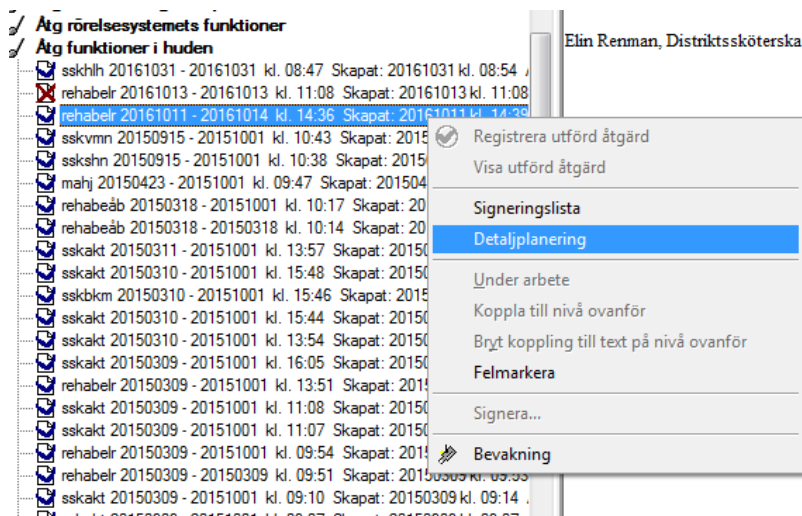 Åtg rörelsesystemets funktioner
Åtg funktioner i huden
Elin Renman, Distriktssköterska
sskhlh 20161031 - 20161031 kl. 08:47 Skapat: 20161031 kl. 08:54
rehabelr 20161013 - 20161013 kl. 11:08 Skapat: 20161013 kl. 11:08
rehabelr 20161011 - 20161014 kl. 14:36 Skapat: 20161011 kl. 14:39
sskvmn 20150915 - 20151001 kl. 10:43 Skapat: 2015
sskshn 20150915 - 20151001 kl. 10:38 Skapat: 2015
mahj 20150423 - 20151001 kl. 09:47 Skapat: 201504
rehabeåb 20150318 - 20151001 kl. 10:17 Skapat: 20
rehabeåb 20150318 - 20150318 kl. 10:14 Skapat: 20
sskakt 20150311 - 20151001 kl. 13:57 Skapat: 2015
sskakt 20150310 - 20151001 kl. 15:48 Skapat: 2015
sskbkm 20150310 - 20151001 kl. 15:46 Skapat: 2015
sskakt 20150310 - 20151001 kl. 15:44 Skapat: 2015
sskakt 20150310 - 20151001 kl. 13:54 Skapat: 2015
sskakt 20150309 - 20151001 kl. 16:05 Skapat: 2015
rehabelr 20150309 - 20151001 kl. 13:51 Skapat: 201
sskakt 20150309 - 20151001 kl. 11:08 Skapat: 2015
sskakt 20150309 - 20151001 kl. 11:07 Skapat: 2015
rehabelr 20150309 - 20151001 kl. 09:54 Skapat: 201
rehabelr 20150309 - 20150309 kl. 09:51 Skapat: 20150309 kl. 09:53
sskakt 20150309 - 20151001 kl. 09:10 Skapat: 20150309 kl. 09:14
Registrera utförd åtgärd
Visa utförd åtgärd
Signeringslista
Detaljplanering
Under arbete
Koppla till nivå ovanför
Bryt koppling till text på nivå ovanför
Felmarkera
Signera...
Bevakning